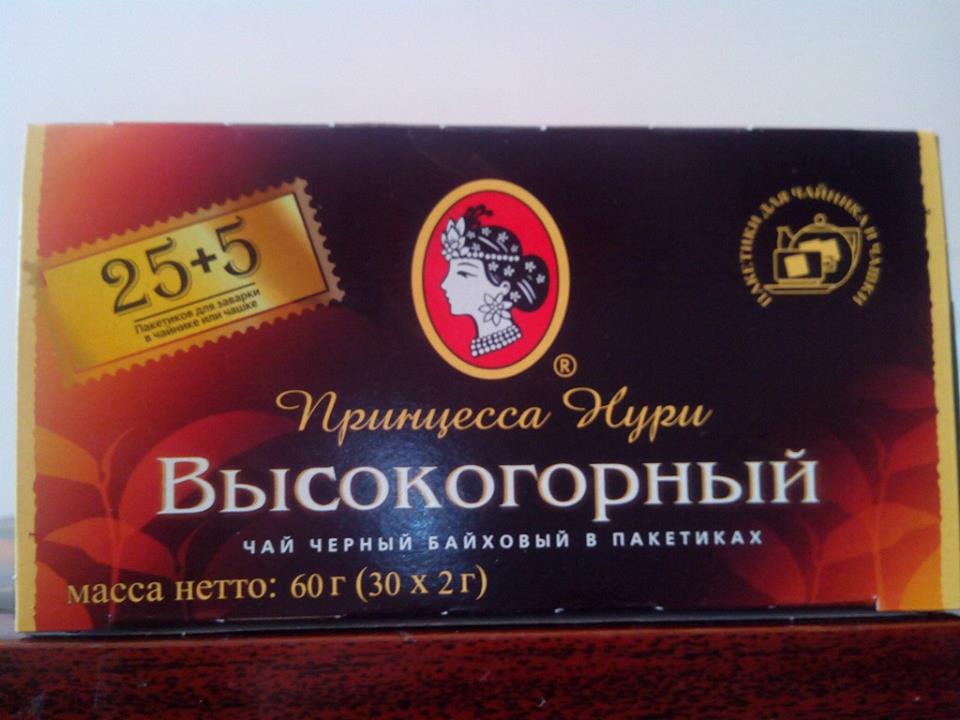 25+5
Пакетиков для заварки
в чайнике или чашке
ПАКЕТИКИ ДЛЯ ЧАЙНИКА И ЧАШКИ
®
Принцесса Нури
Высокогорный
ЧАЙ ЧЕРНЫЙ БАЙХОВЫЙ В ПАКЕТИКАХ
масса нетто: 60 г (30 х 2 г)